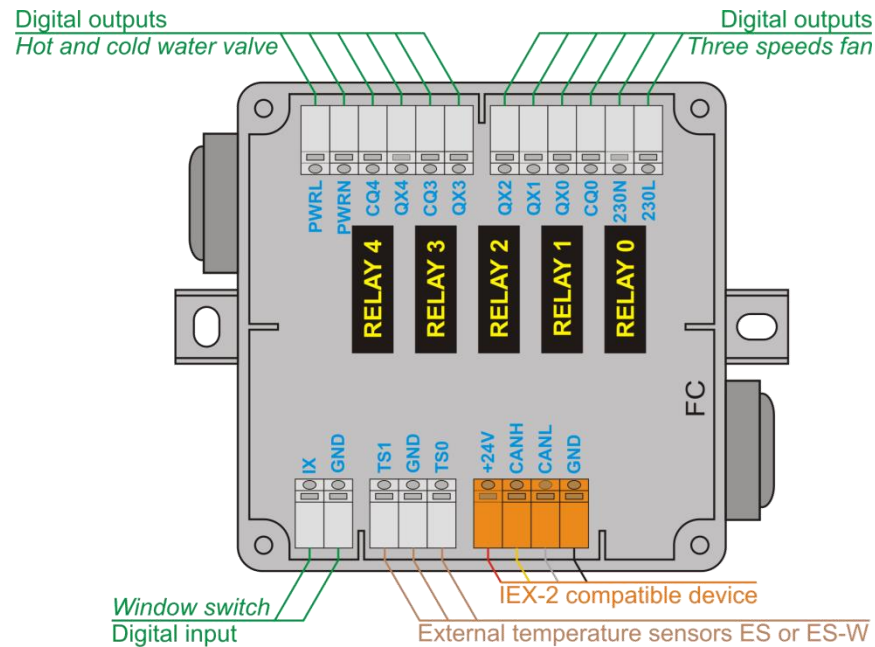 Digital outputs
Hot and cold water valve
Digital outputs
Three speeds fan
PWRL
PWRN
CQ4
QX4
CQ3
QX3
QX2
QX1
QX0
CQ0
230N
230L
RELAY 4
RELAY 3
RELAY 2
RELAY 1
RELAY 0
FC
IX
GND
TS1
GND
TS0
+24V
CANH
CANL
GND
IEX-2 compatible device
Window switch
Digital input
External temperature sensors ES or ES-W